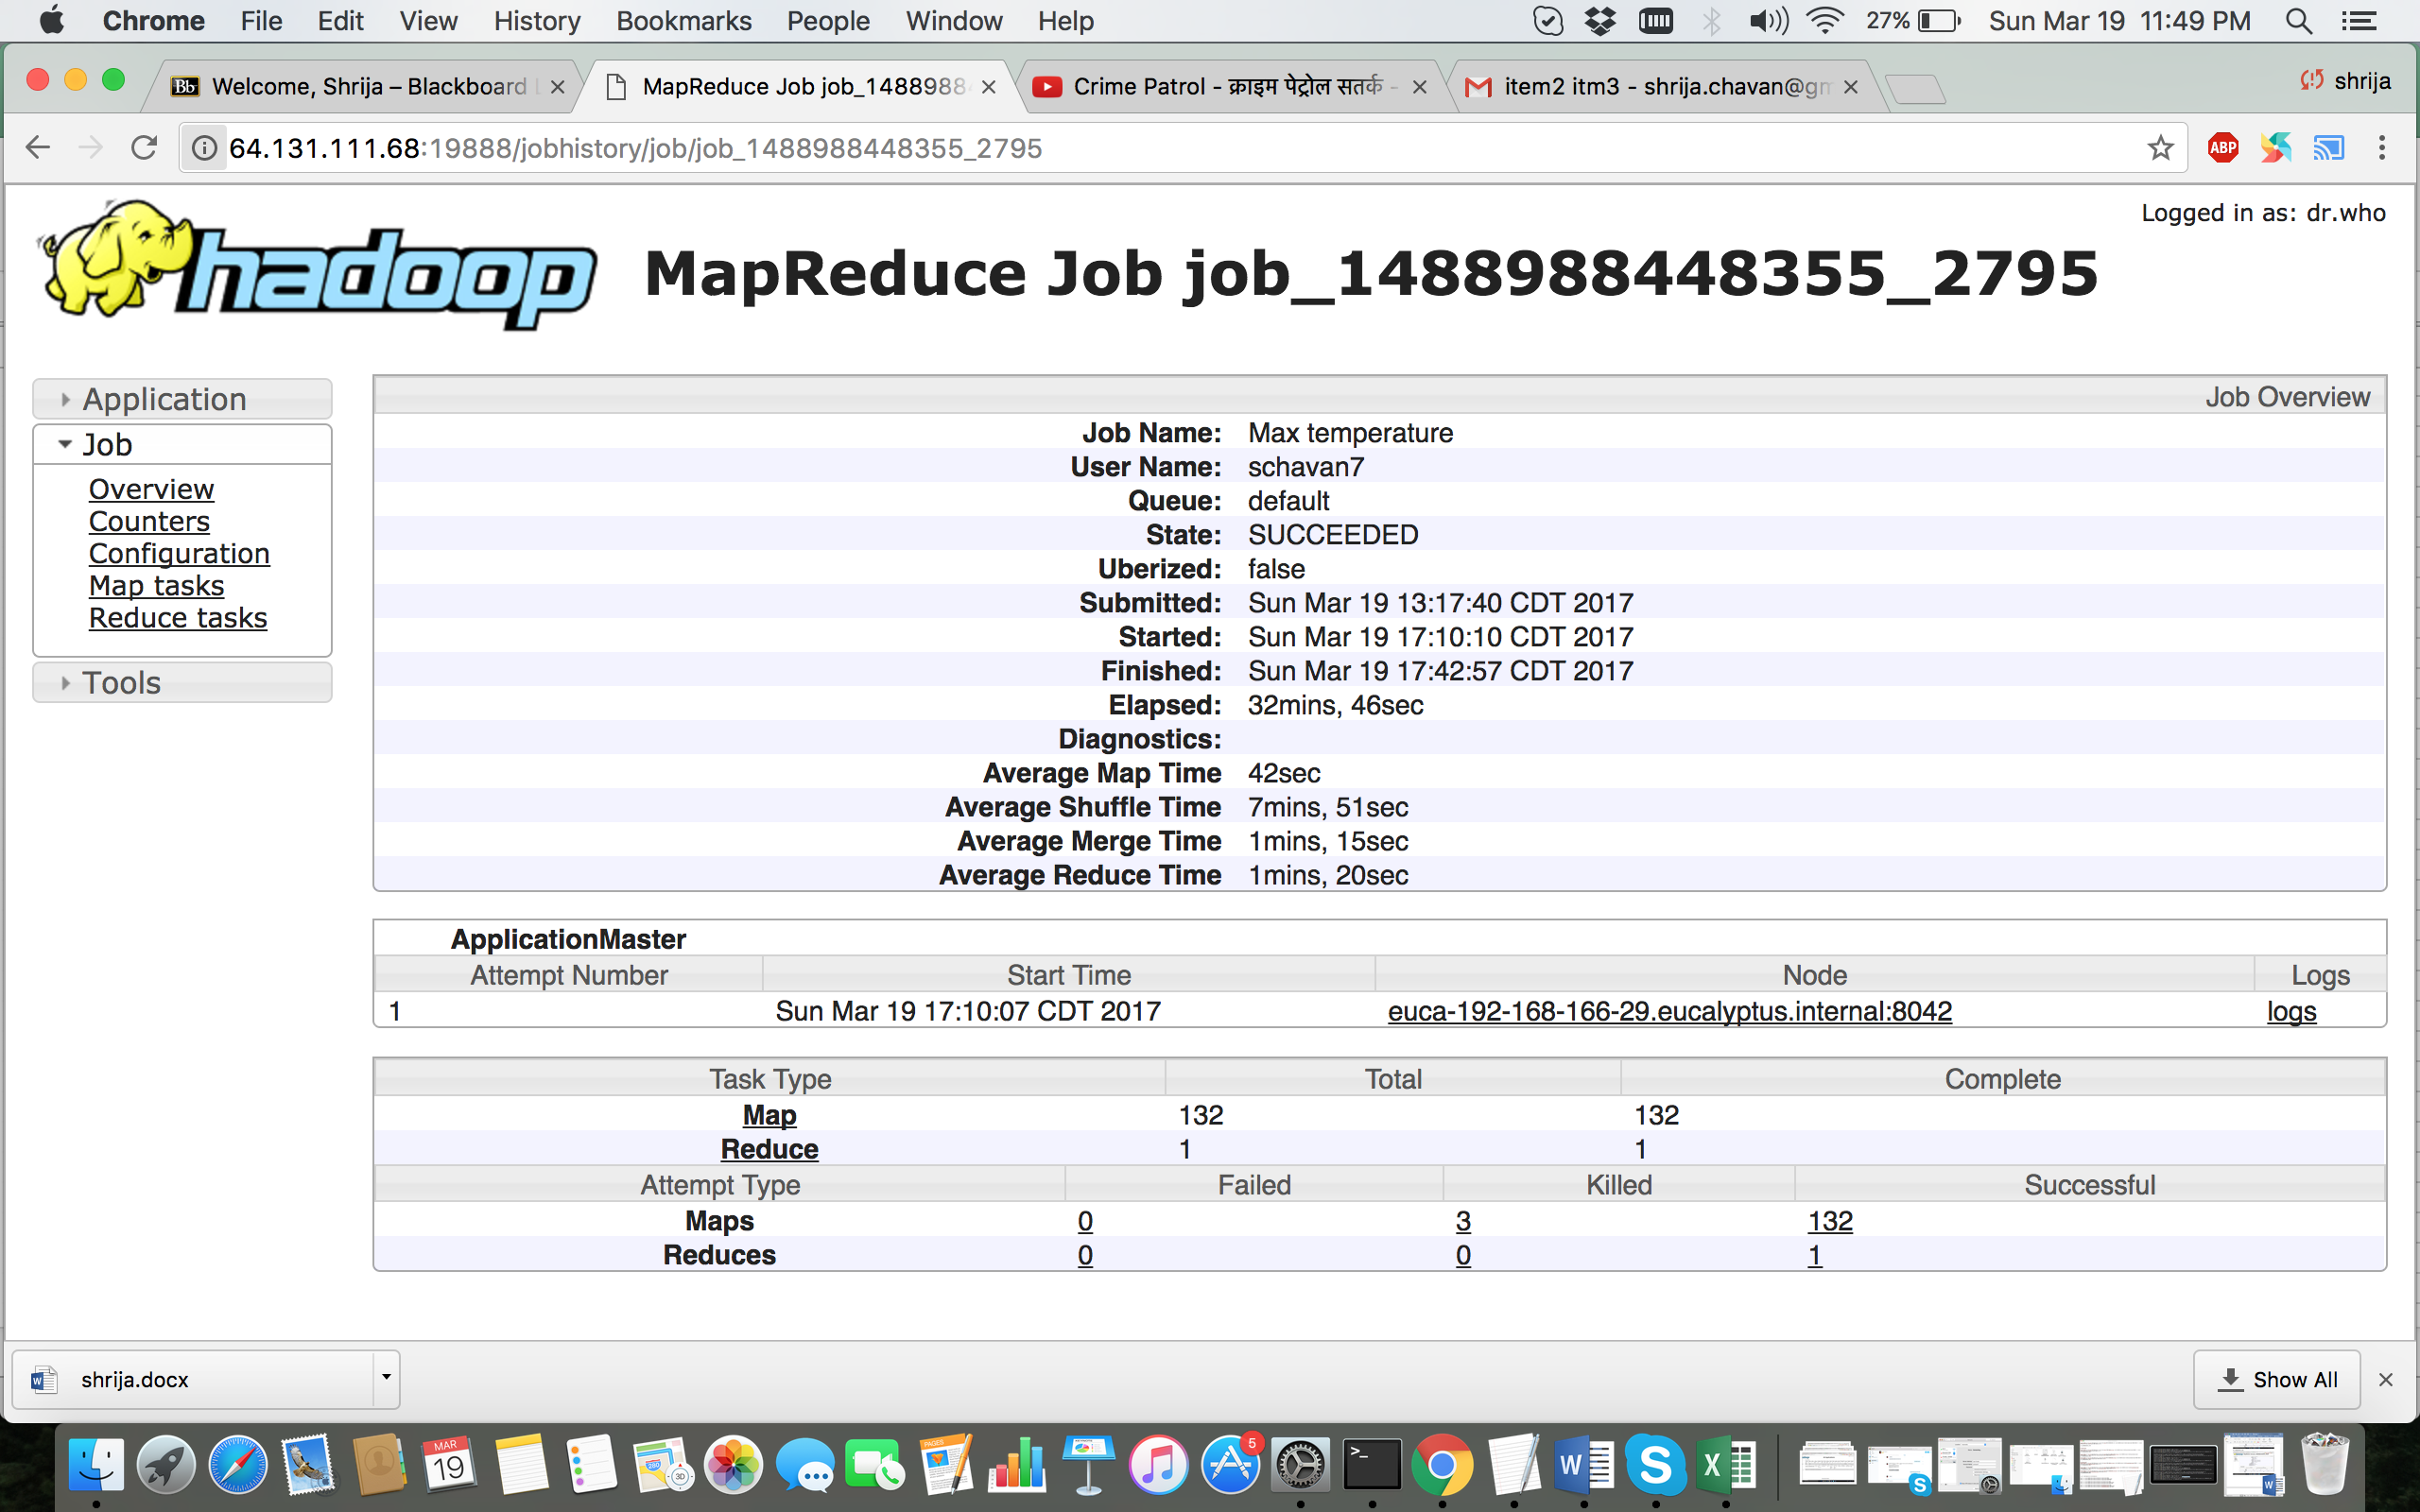 Chrome File Edit View History Bookmarks People Window Help 27% Sun Mar 19 11:49 PM
Welcome, Shrija – Blackboard L MapReduce Job job_1488988 Crime Patrol - क्राइम पेट्रोल सतर्क - item2 itm3 - shrija.chavan@gm shrija
64.131.111.68:19888/jobhistory/job/job_1488988448355_2795 ABP
Logged in as: dr.who
hadoop MapReduce Job job_1488988448355_2795
Application
Job
Overview
Counters
Configuration
Map tasks
Reduce tasks
Tools
Job Overview
Job Name: Max temperature
User Name: schavan7
Queue: default
State: SUCCEEDED
Uberized: false
Submitted: Sun Mar 19 13:17:40 CDT 2017
Started: Sun Mar 19 17:10:10 CDT 2017
Finished: Sun Mar 19 17:42:57 CDT 2017
Elapsed: 32mins, 46sec
Diagnostics:
Average Map Time 42sec
Average Shuffle Time 7mins, 51sec
Average Merge Time 1mins, 15sec
Average Reduce Time 1mins, 20sec
ApplicationMaster
Attempt Number Start Time Node Logs
1 Sun Mar 19 17:10:07 CDT 2017 euca-192-168-166-29.eucalyptus.internal:8042 logs
Task Type Total Complete
Map 132 132
Reduce 1 1
Attempt Type Failed Killed Successful
Maps 0 3 132
Reduces 0 0 1
shrija.docx Show All
MAR 19 PAGES 5